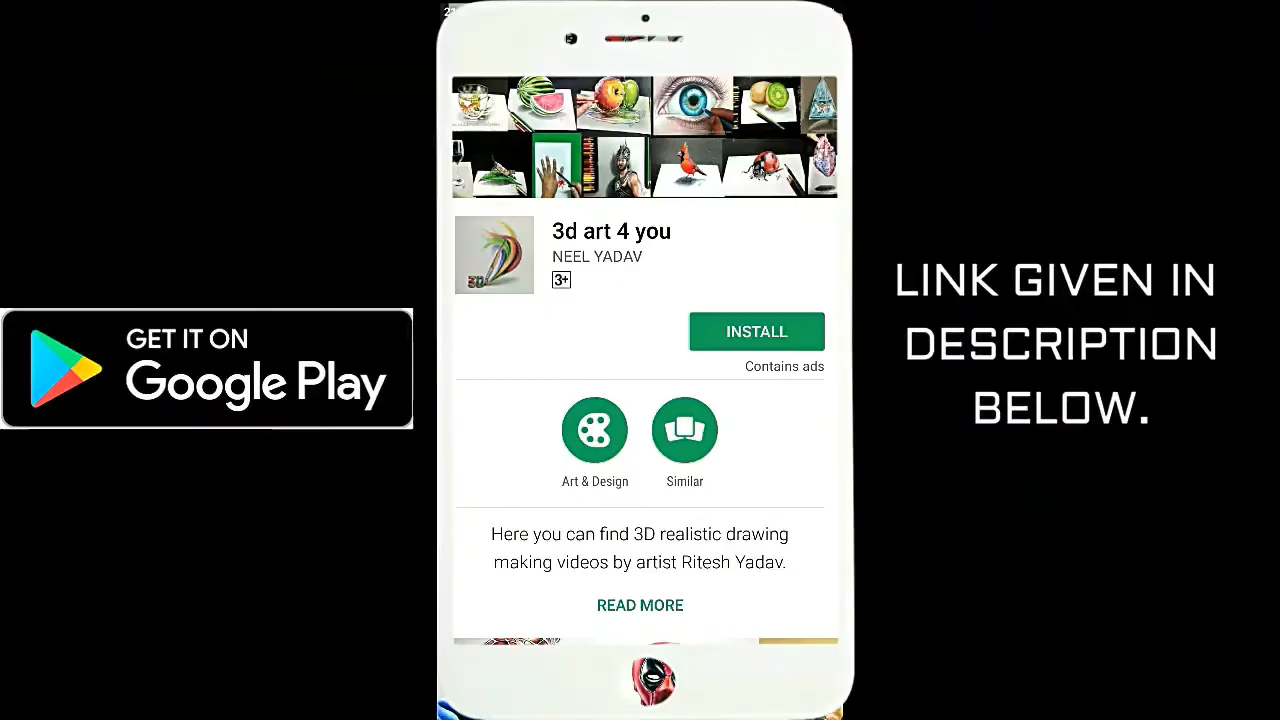 GET IT ON
Google Play
3d art 4 you
NEEL YADAV
3+
INSTALL
Contains ads
Art & Design
Similar
Here you can find 3D realistic drawing
making videos by artist Ritesh Yadav.
READ MORE
LINK GIVEN IN
DESCRIPTION
BELOW.